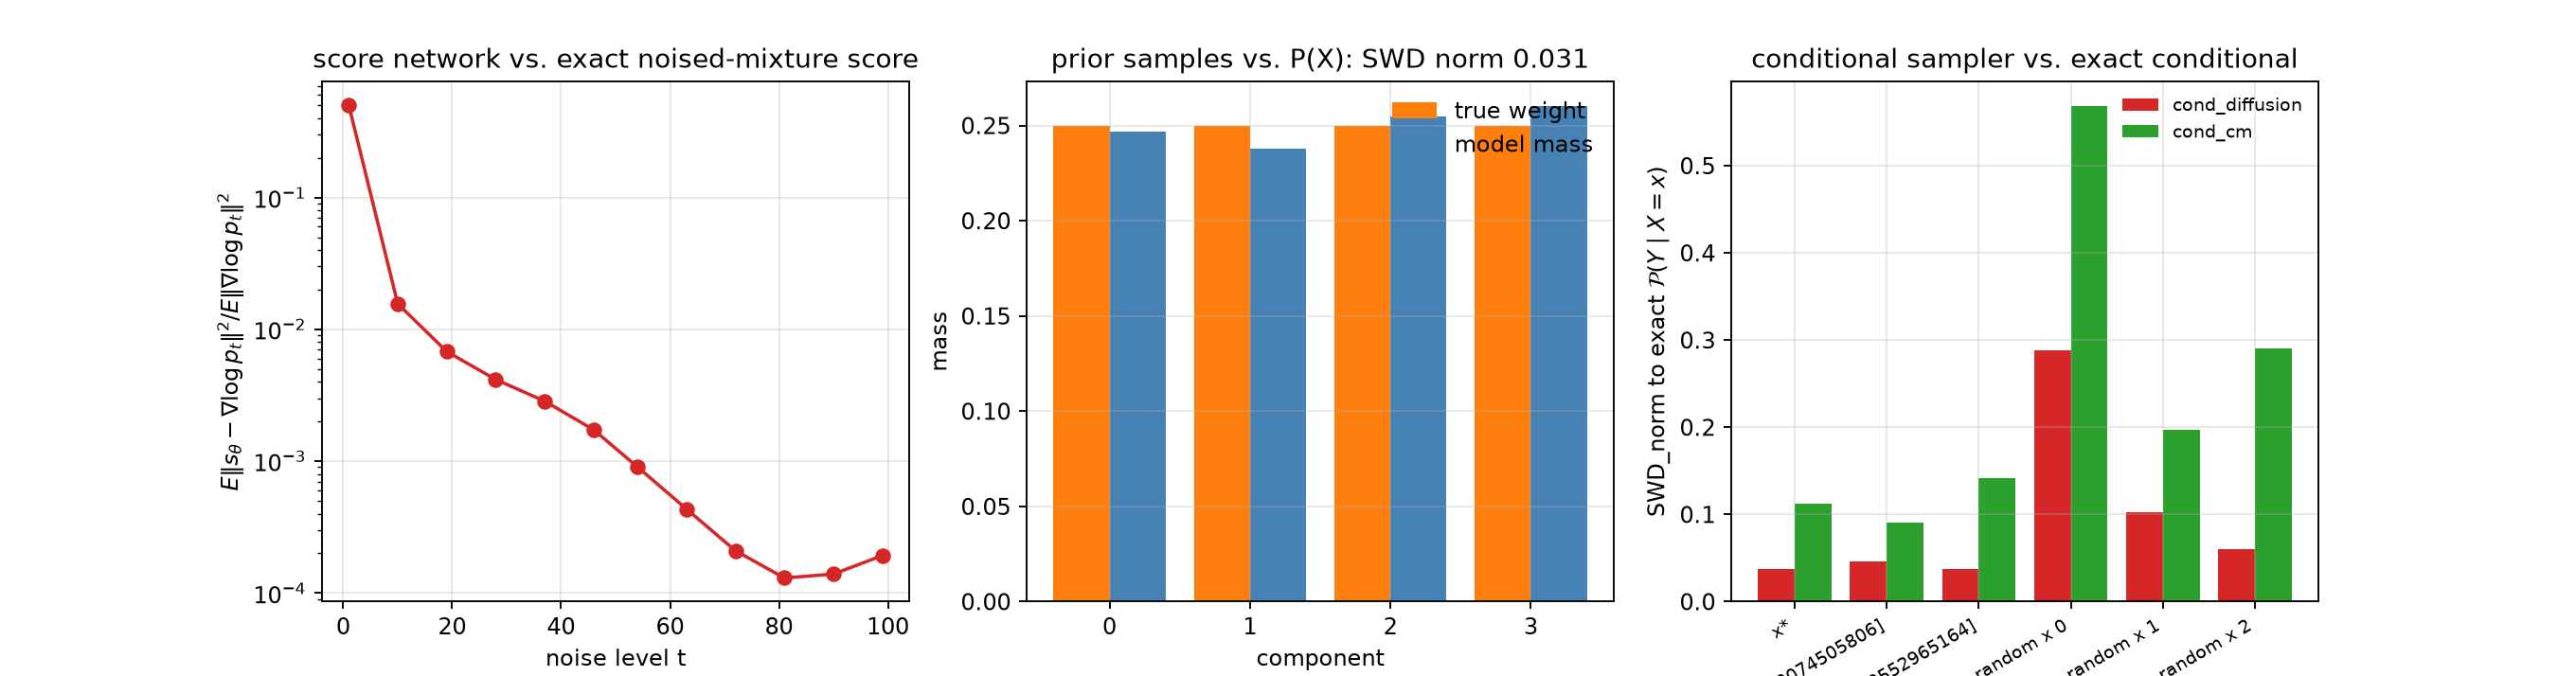 score network vs. exact noised-mixture score
E‖s_θ − ∇log p_t‖²/E‖∇log p_t‖²
10⁻¹
10⁻²
10⁻³
10⁻⁴
0 20 40 60 80 100
noise level t
prior samples vs. P(X): SWD norm 0.031
true weight
model mass
mass
0.25
0.20
0.15
0.10
0.05
0.00
0 1 2 3
component
conditional sampler vs. exact conditional
cond_diffusion
cond_cm
SWD_norm to exact 𝒫(Y | X = x)
0.5
0.4
0.3
0.2
0.1
0.0
x*
random x 0
random x 1
random x 2